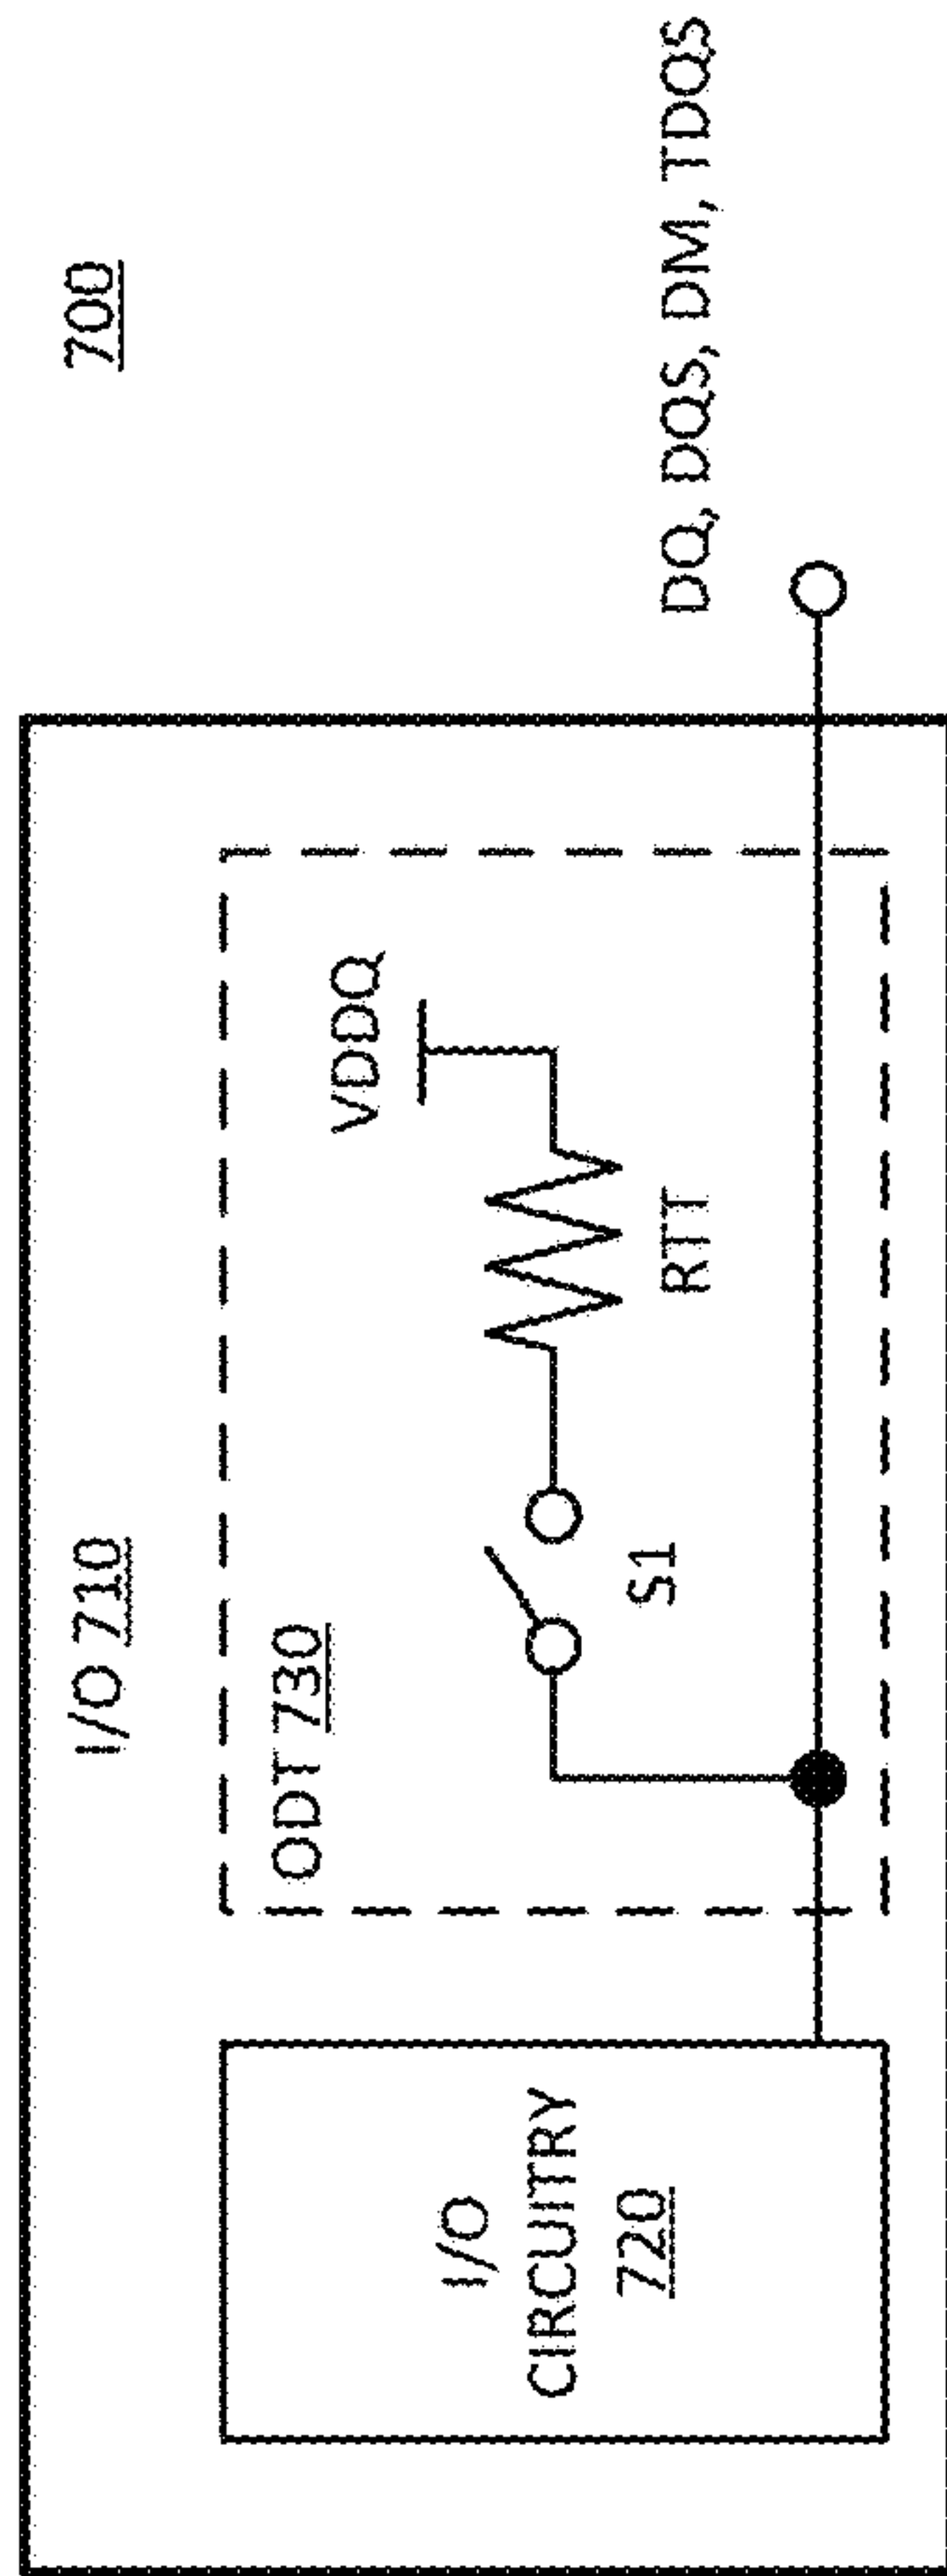 700
I/O 710
DQ, DQS, DM, TDQS
ODT 730
VDDQ
RTT
S1
I/O
CIRCUITRY
720